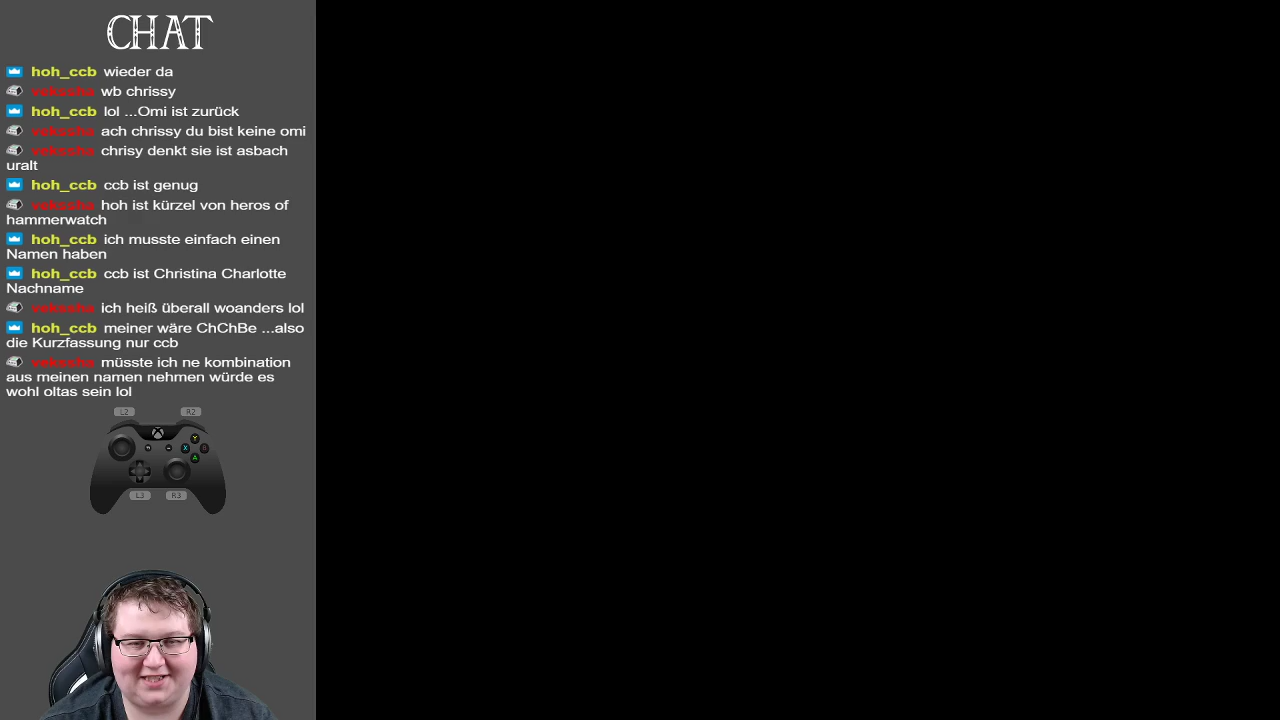 CHAT
hoh_ccb wieder da
vekssha wb chrissy
hoh_ccb lol ...Omi ist zurück
vekssha ach chrissy du bist keine omi
vekssha chrisy denkt sie ist asbach
uralt
hoh_ccb ccb ist genug
vekssha hoh ist kürzel von heros of
hammerwatch
hoh_ccb ich musste einfach einen
Namen haben
hoh_ccb ccb ist Christina Charlotte
Nachname
vekssha ich heiß überall woanders lol
hoh_ccb meiner wäre ChChBe ...also
die Kurzfassung nur ccb
vekssha müsste ich ne kombination
aus meinen namen nehmen würde es
wohl oltas sein lol
L2 R2
Y
X B
A
L3 R3